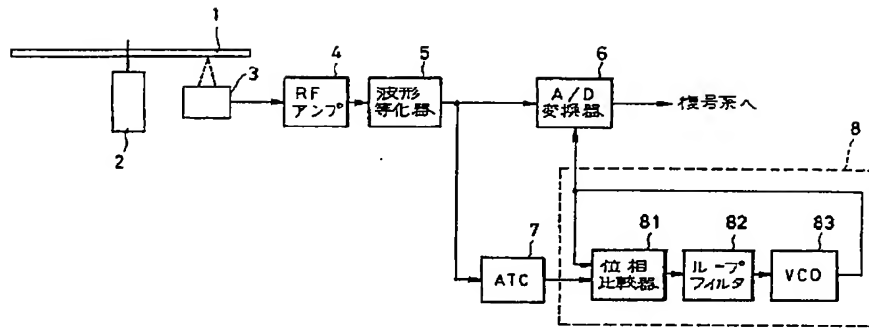 1
2
3
4
RF
アンプ
5
波形
等化器
6
A/D
変換器
復号系へ
7
ATC
8
81
位相
比較器
82
ループ
フィルタ
83
VCO